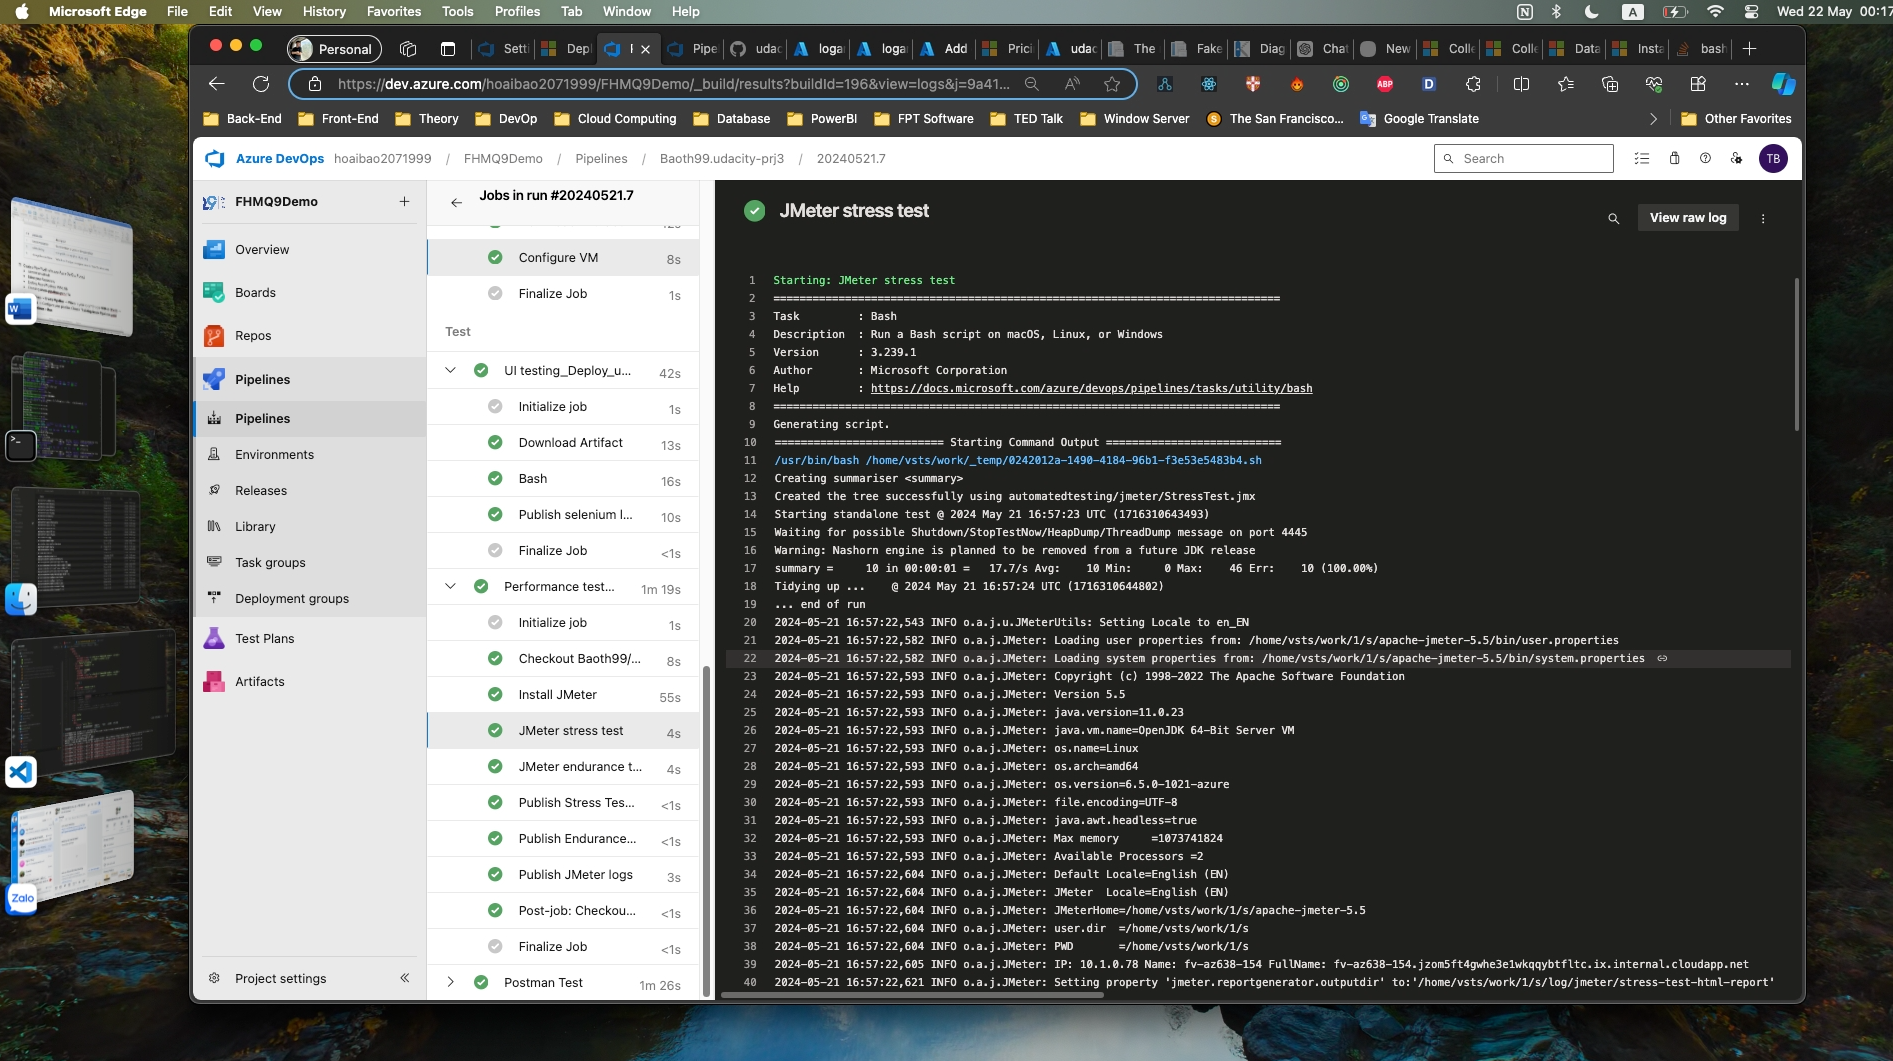 Microsoft Edge File Edit View History Favorites Tools Profiles Tab Window Help
A Wed 22 May 00:17
Personal Setti Depl Pipe udac loga logar Add Prici udac The Fake Diag Chat New Colle Colle Data Insta bash
https://dev.azure.com/hoaibao2071999/FHMQ9Demo/_build/results?buildId=196&view=logs&j=9a41... ABP D
Back-End Front-End Theory DevOp Cloud Computing Database PowerBI FPT Software TED Talk Window Server The San Francisco... Google Translate Other Favorites
Azure DevOps hoaibao2071999 / FHMQ9Demo / Pipelines / Baoth99.udacity-prj3 / 20240521.7 Search TB
FHMQ9Demo
Overview
Boards
Repos
Pipelines
Pipelines
Environments
Releases
Library
Task groups
Deployment groups
Test Plans
Artifacts
Project settings
Zalo
Jobs in run #20240521.7
Configure VM 8s
Finalize Job 1s
Test
UI testing_Deploy_u... 42s
Initialize job 1s
Download Artifact 13s
Bash 16s
Publish selenium l... 10s
Finalize Job <1s
Performance test... 1m 19s
Initialize job 1s
Checkout Baoth99/... 8s
Install JMeter 55s
JMeter stress test 4s
JMeter endurance t... 4s
Publish Stress Tes... <1s
Publish Endurance... <1s
Publish JMeter logs 3s
Post-job: Checkou... <1s
Finalize Job <1s
Postman Test 1m 26s
JMeter stress test
View raw log
1 Starting: JMeter stress test
2 ==============================================================================
3 Task         : Bash
4 Description  : Run a Bash script on macOS, Linux, or Windows
5 Version      : 3.239.1
6 Author       : Microsoft Corporation
7 Help         : https://docs.microsoft.com/azure/devops/pipelines/tasks/utility/bash
8 ==============================================================================
9 Generating script.
10 ========================== Starting Command Output ===========================
11 /usr/bin/bash /home/vsts/work/_temp/0242012a-1490-4184-96b1-f3e53e5483b4.sh
12 Creating summariser <summary>
13 Created the tree successfully using automatedtesting/jmeter/StressTest.jmx
14 Starting standalone test @ 2024 May 21 16:57:23 UTC (1716310643493)
15 Waiting for possible Shutdown/StopTestNow/HeapDump/ThreadDump message on port 4445
16 Warning: Nashorn engine is planned to be removed from a future JDK release
17 summary =     10 in 00:00:01 =   17.7/s Avg:    10 Min:     0 Max:    46 Err:    10 (100.00%)
18 Tidying up ...    @ 2024 May 21 16:57:24 UTC (1716310644802)
19 ... end of run
20 2024-05-21 16:57:22,543 INFO o.a.j.u.JMeterUtils: Setting Locale to en_EN
21 2024-05-21 16:57:22,582 INFO o.a.j.JMeter: Loading user properties from: /home/vsts/work/1/s/apache-jmeter-5.5/bin/user.properties
22 2024-05-21 16:57:22,582 INFO o.a.j.JMeter: Loading system properties from: /home/vsts/work/1/s/apache-jmeter-5.5/bin/system.properties
23 2024-05-21 16:57:22,593 INFO o.a.j.JMeter: Copyright (c) 1998-2022 The Apache Software Foundation
24 2024-05-21 16:57:22,593 INFO o.a.j.JMeter: Version 5.5
25 2024-05-21 16:57:22,593 INFO o.a.j.JMeter: java.version=11.0.23
26 2024-05-21 16:57:22,593 INFO o.a.j.JMeter: java.vm.name=OpenJDK 64-Bit Server VM
27 2024-05-21 16:57:22,593 INFO o.a.j.JMeter: os.name=Linux
28 2024-05-21 16:57:22,593 INFO o.a.j.JMeter: os.arch=amd64
29 2024-05-21 16:57:22,593 INFO o.a.j.JMeter: os.version=6.5.0-1021-azure
30 2024-05-21 16:57:22,593 INFO o.a.j.JMeter: file.encoding=UTF-8
31 2024-05-21 16:57:22,593 INFO o.a.j.JMeter: java.awt.headless=true
32 2024-05-21 16:57:22,593 INFO o.a.j.JMeter: Max memory     =1073741824
33 2024-05-21 16:57:22,593 INFO o.a.j.JMeter: Available Processors =2
34 2024-05-21 16:57:22,604 INFO o.a.j.JMeter: Default Locale=English (EN)
35 2024-05-21 16:57:22,604 INFO o.a.j.JMeter: JMeter  Locale=English (EN)
36 2024-05-21 16:57:22,604 INFO o.a.j.JMeter: JMeterHome=/home/vsts/work/1/s/apache-jmeter-5.5
37 2024-05-21 16:57:22,604 INFO o.a.j.JMeter: user.dir  =/home/vsts/work/1/s
38 2024-05-21 16:57:22,604 INFO o.a.j.JMeter: PWD       =/home/vsts/work/1/s
39 2024-05-21 16:57:22,605 INFO o.a.j.JMeter: IP: 10.1.0.78 Name: fv-az638-154 FullName: fv-az638-154.jzom5ft4gwhe3e1wkqqybtfltc.ix.internal.cloudapp.net
40 2024-05-21 16:57:22,621 INFO o.a.j.JMeter: Setting property 'jmeter.reportgenerator.outputdir' to:'/home/vsts/work/1/s/log/jmeter/stress-test-html-report'